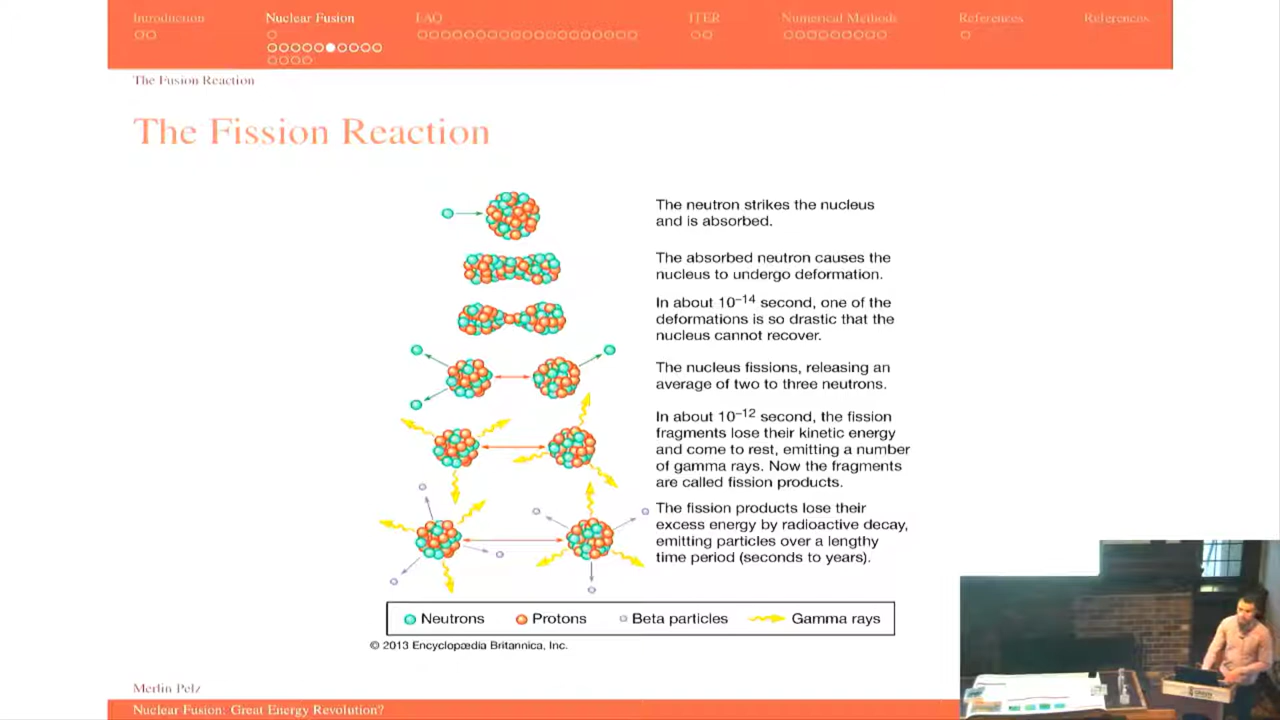 Introduction
Nuclear Fusion
FAQ
ITER
Numerical Methods
References
References
The Fusion Reaction
The Fission Reaction
The neutron strikes the nucleus
and is absorbed.
The absorbed neutron causes the
nucleus to undergo deformation.
In about 10⁻¹⁴ second, one of the
deformations is so drastic that the
nucleus cannot recover.
The nucleus fissions, releasing an
average of two to three neutrons.
In about 10⁻¹² second, the fission
fragments lose their kinetic energy
and come to rest, emitting a number
of gamma rays. Now the fragments
are called fission products.
The fission products lose their
excess energy by radioactive decay,
emitting particles over a lengthy
time period (seconds to years).
Neutrons
Protons
Beta particles
Gamma rays
© 2013 Encyclopædia Britannica, Inc.
Merlin Pelz
Nuclear Fusion: Great Energy Revolution?